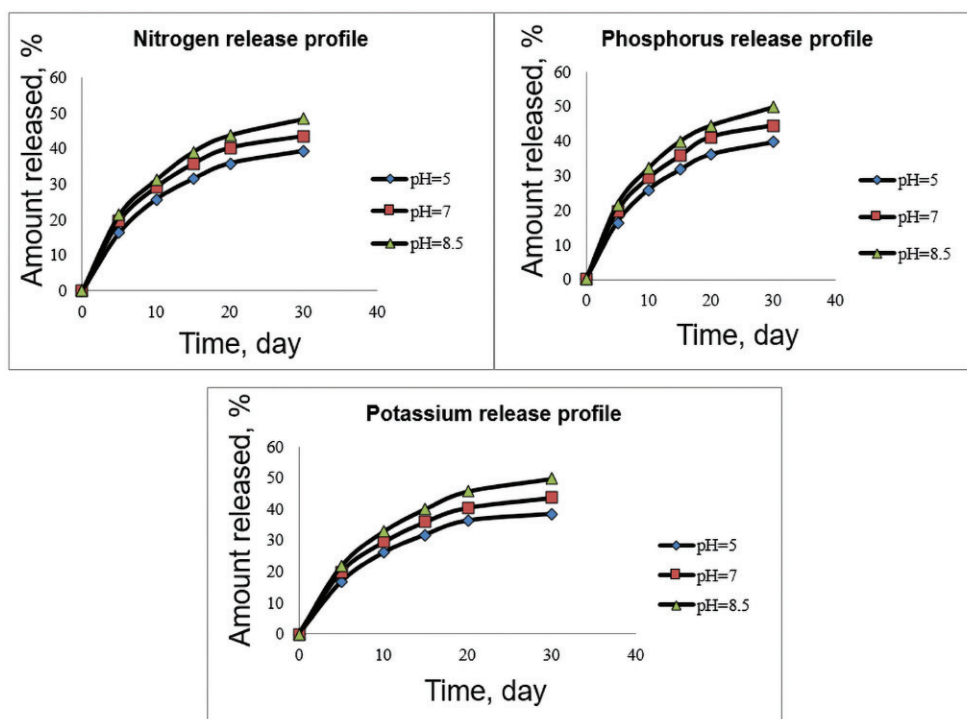 Nitrogen release profile
Amount released, %
60
50
40
30
20
10
0
0 10 20 30 40
Time, day
pH=5
pH=7
pH=8.5
Phosphorus release profile
Amount released, %
60
50
40
30
20
10
0
0 10 20 30 40
Time, day
pH=5
pH=7
pH=8.5
Potassium release profile
Amount released, %
60
50
40
30
20
10
0
0 10 20 30 40
Time, day
pH=5
pH=7
pH=8.5